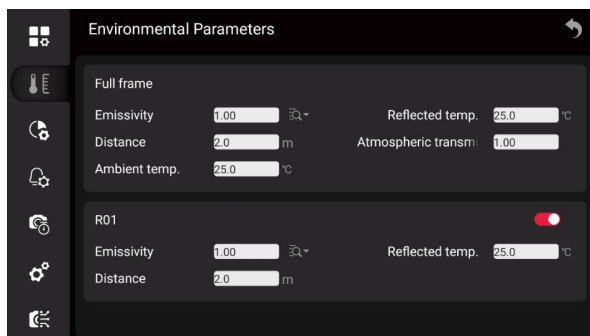 Environmental Parameters
Full frame
Emissivity 1.00 Reflected temp. 25.0 ℃
Distance 2.0 m Atmospheric transmi 1.00
Ambient temp. 25.0 ℃
R01
Emissivity 1.00 Reflected temp. 25.0 ℃
Distance 2.0 m